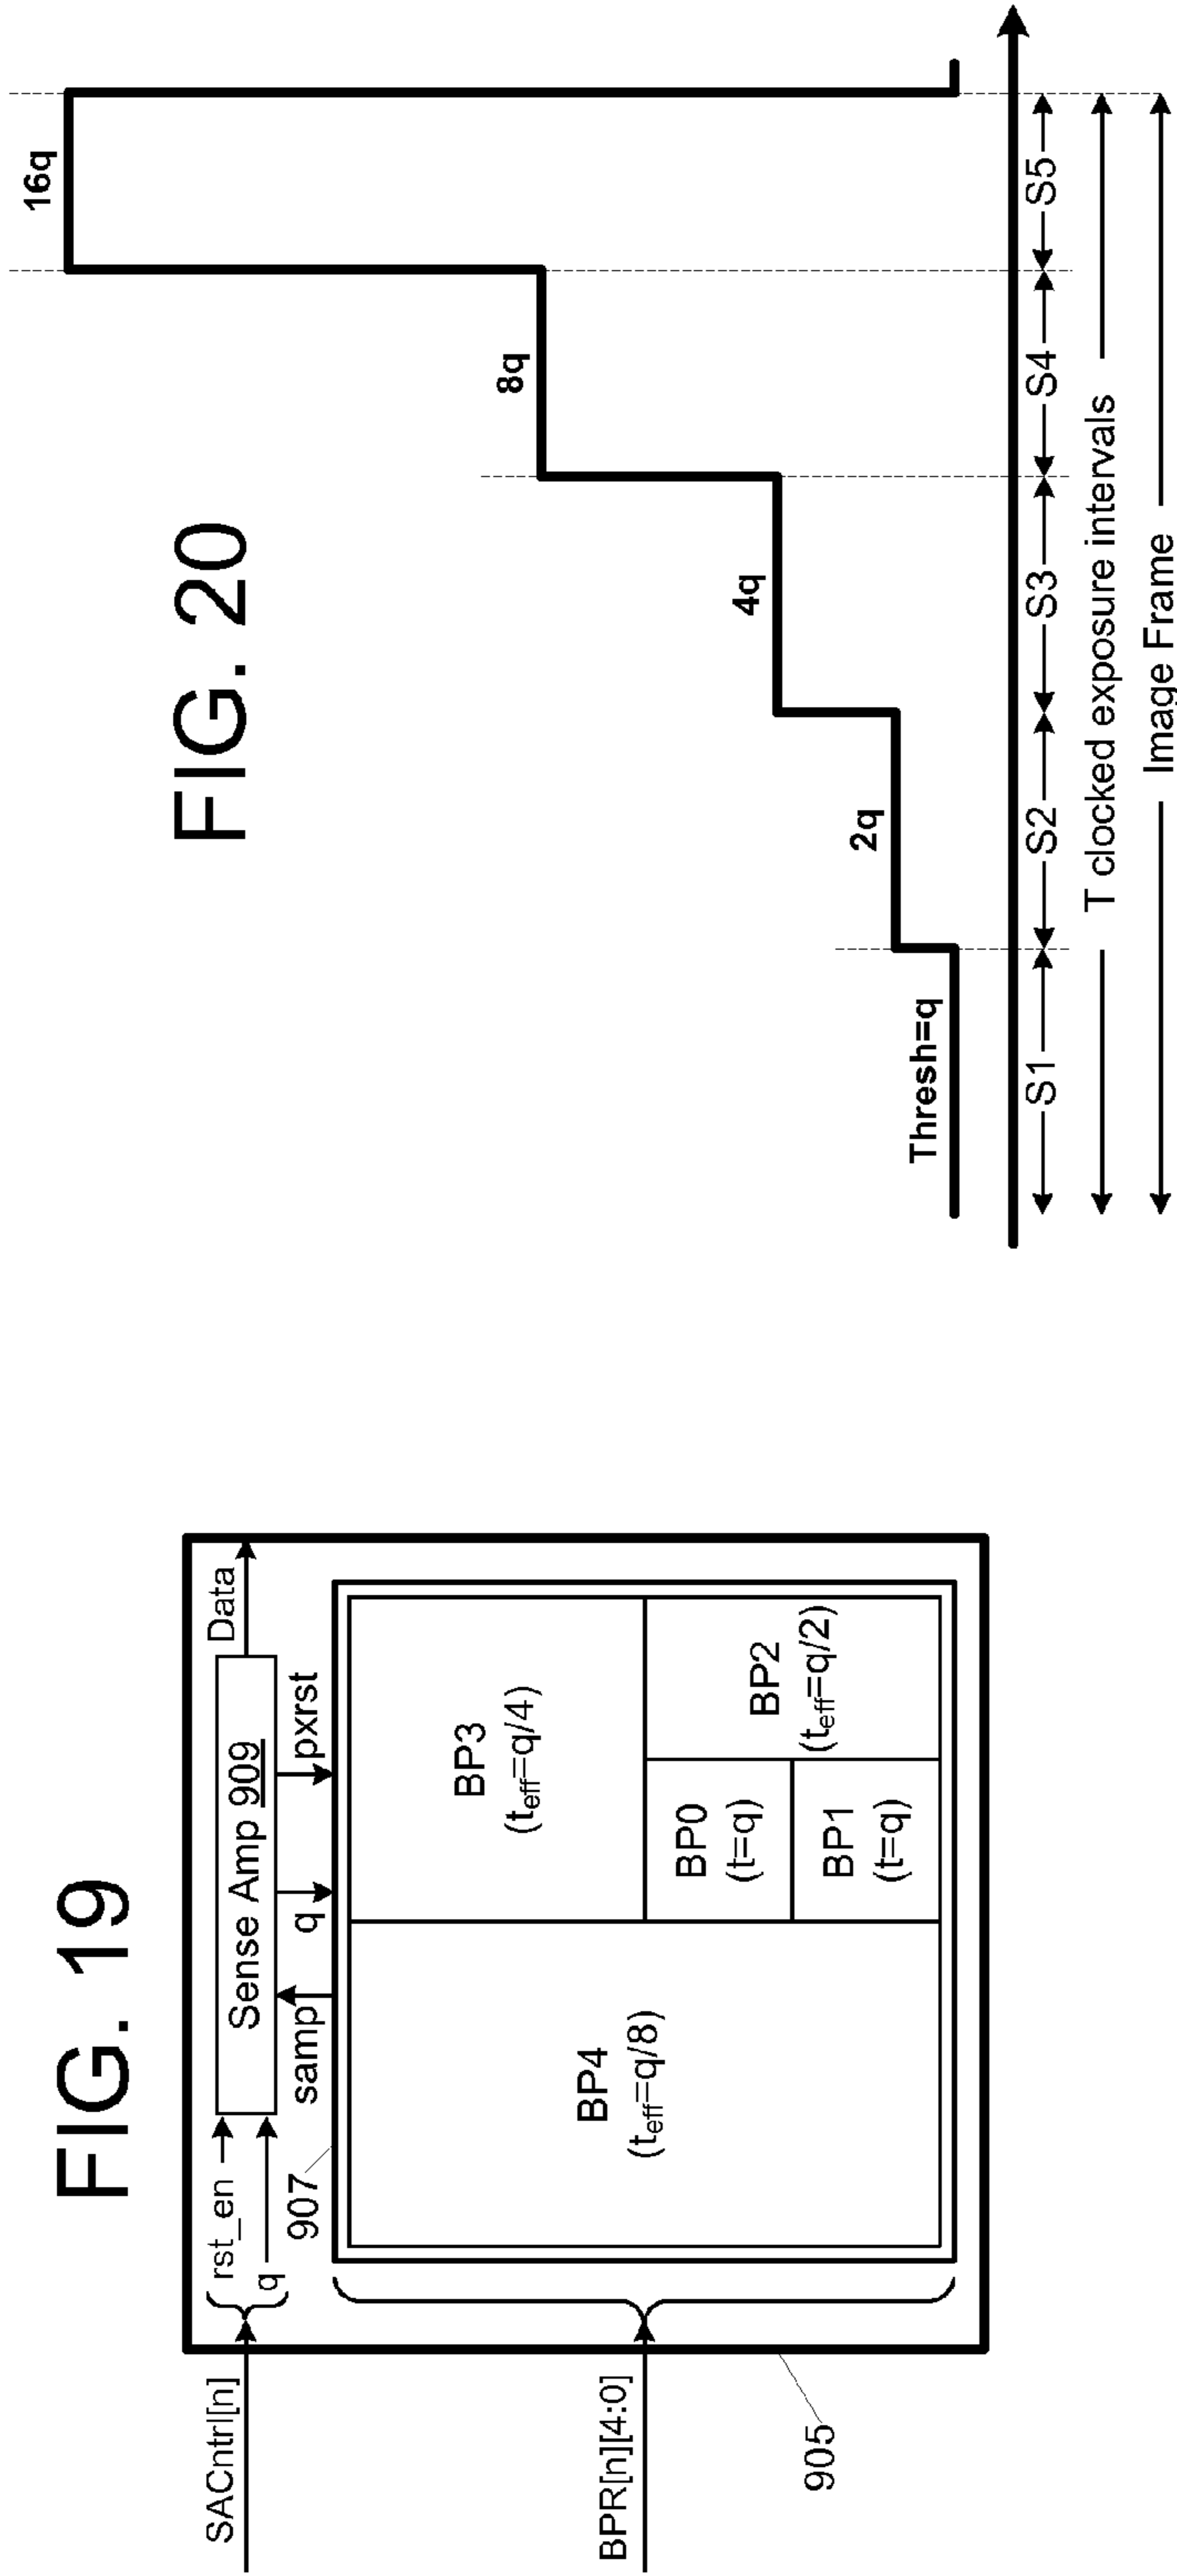 FIG. 19
SACntrl[n]
rst_en
q
Sense Amp 909
Data
samp
q
pxrst
907
BP4
(teff=q/8)
BP3
(teff=q/4)
BP0
(t=q)
BP1
(t=q)
BP2
(teff=q/2)
BPR[n][4:0]
905
FIG. 20
Thresh=q
2q
4q
8q
16q
S1
S2
S3
S4
S5
T clocked exposure intervals
Image Frame